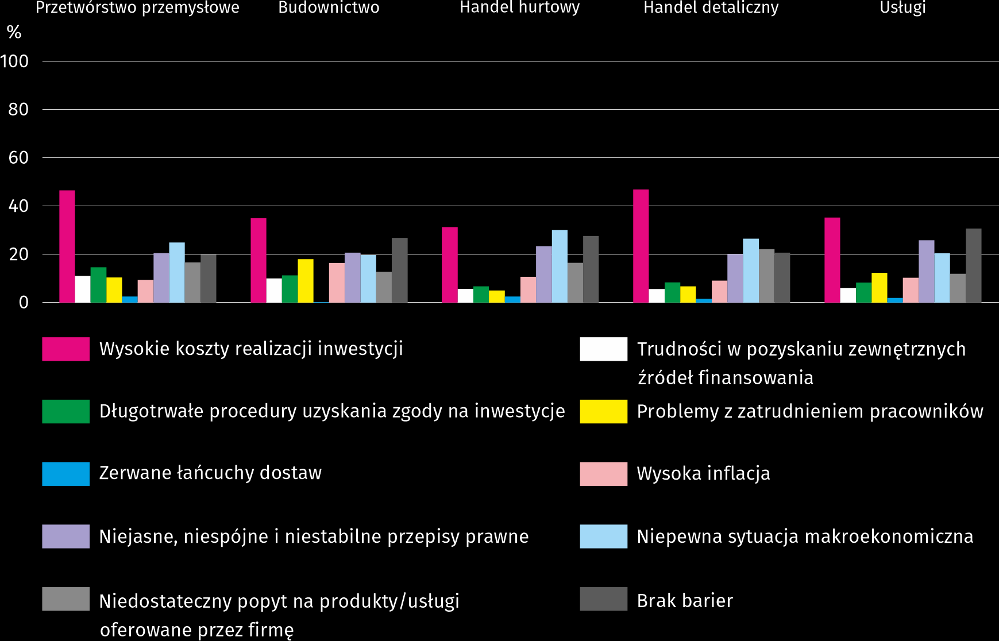 Przetwórstwo przemysłowe Budownictwo Handel hurtowy Handel detaliczny Usługi
%
100
80
60
40
20
0
Wysokie koszty realizacji inwestycji
Trudności w pozyskaniu zewnętrznych
źródeł finansowania
Długotrwałe procedury uzyskania zgody na inwestycje
Problemy z zatrudnieniem pracowników
Zerwane łańcuchy dostaw
Wysoka inflacja
Niejasne, niespójne i niestabilne przepisy prawne
Niepewna sytuacja makroekonomiczna
Niedostateczny popyt na produkty/usługi
oferowane przez firmę
Brak barier